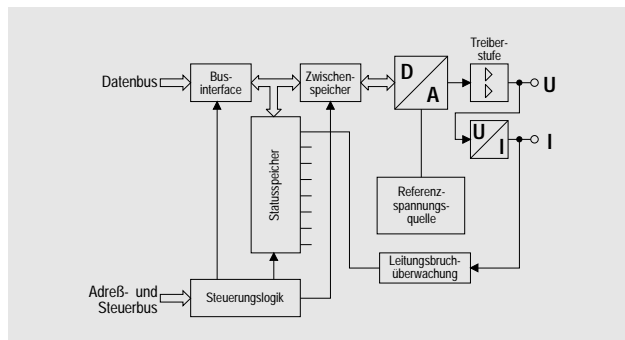 Treiber-
stufe
Datenbus
Bus-
interface
Zwischen-
speicher
D
A
U
U
I
I
Statusspeicher
Referenz-
spannungs-
quelle
Leitungsbruch-
überwachung
Adreß- und
Steuerbus
Steuerungslogik